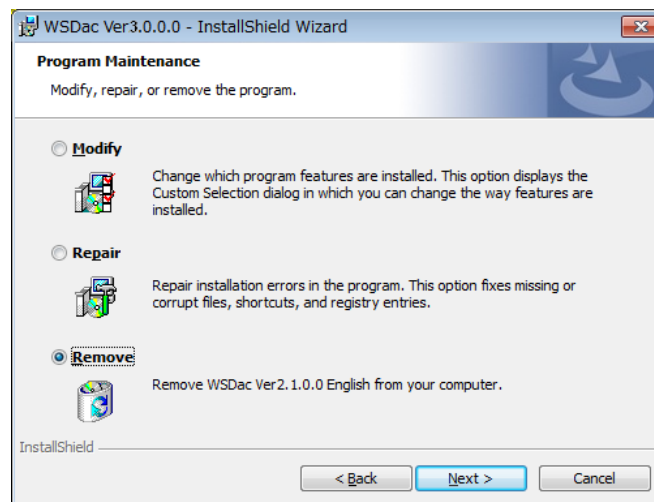 WSDac Ver3.0.0.0 - InstallShield Wizard
Program Maintenance
Modify, repair, or remove the program.
Modify
Change which program features are installed. This option displays the
Custom Selection dialog in which you can change the way features are
installed.
Repair
Repair installation errors in the program. This option fixes missing or
corrupt files, shortcuts, and registry entries.
Remove
Remove WSDac Ver2.1.0.0 English from your computer.
InstallShield
< Back
Next >
Cancel